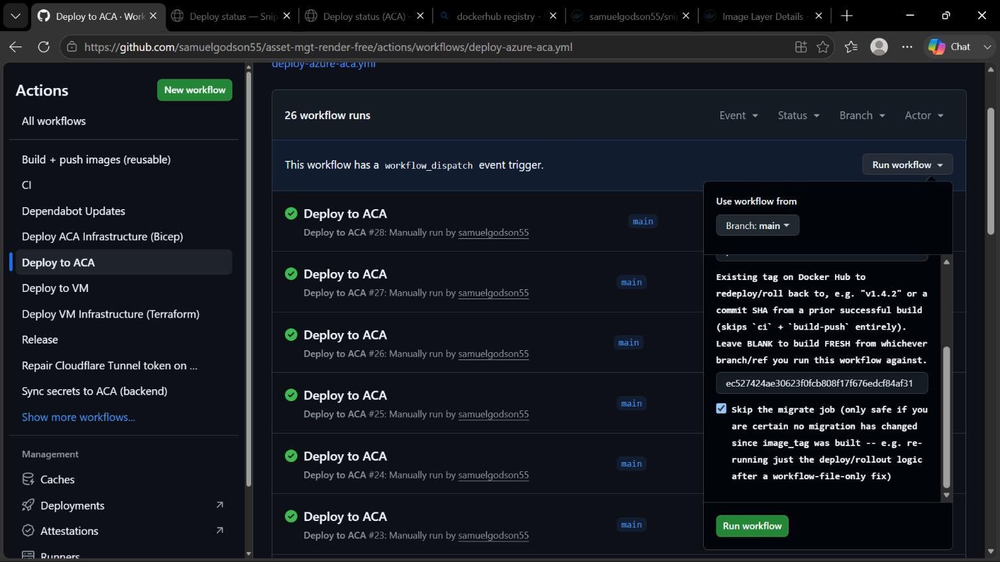 Deploy to ACA · Work
Deploy status — Snip
Deploy status (ACA) -
dockerhub registry -
samuelgodson55/sni
Image Layer Details -
https://github.com/samuelgodson55/asset-mgt-render-free/actions/workflows/deploy-azure-aca.yml
Chat
Actions
New workflow
All workflows
Build + push images (reusable)
CI
Dependabot Updates
Deploy ACA Infrastructure (Bicep)
Deploy to ACA
Deploy to VM
Deploy VM Infrastructure (Terraform)
Release
Repair Cloudflare Tunnel token on ...
Sync secrets to ACA (backend)
Show more workflows...
Management
Caches
Deployments
Attestations
Runners
deploy-azure-aca.yml
26 workflow runs
Event
Status
Branch
Actor
This workflow has a workflow_dispatch event trigger.
Run workflow
Deploy to ACA
Deploy to ACA #28: Manually run by samuelgodson55
main
Deploy to ACA
Deploy to ACA #27: Manually run by samuelgodson55
main
Deploy to ACA
Deploy to ACA #26: Manually run by samuelgodson55
main
Deploy to ACA
Deploy to ACA #25: Manually run by samuelgodson55
main
Deploy to ACA
Deploy to ACA #24: Manually run by samuelgodson55
main
Deploy to ACA
Deploy to ACA #23: Manually run by samuelgodson55
main
Use workflow from
Branch: main
Existing tag on Docker Hub to
redeploy/roll back to, e.g. "v1.4.2" or a
commit SHA from a prior successful build
(skips `ci` + `build-push` entirely).
Leave BLANK to build FRESH from whichever
branch/ref you run this workflow against.
ec527424ae30623f0fcb808f17f676edcf84af31
Skip the migrate job (only safe if you
are certain no migration has changed
since image_tag was built -- e.g. re-
running just the deploy/rollout logic
after a workflow-file-only fix)
Run workflow